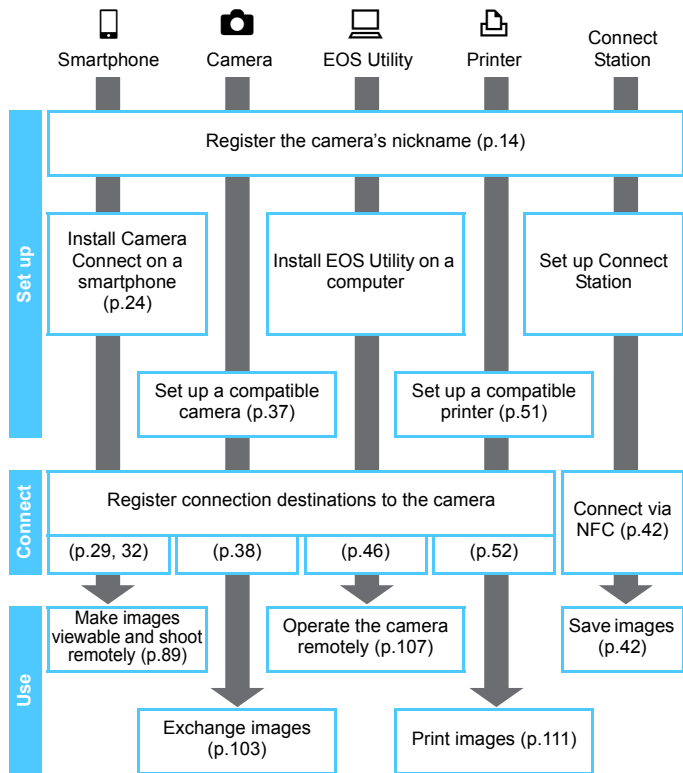 Smartphone
Camera
EOS Utility
Printer
Connect
Station
Set up
Register the camera's nickname (p.14)
Install Camera
Connect on a
smartphone
(p.24)
Install EOS Utility on a
computer
Set up Connect
Station
Set up a compatible
camera (p.37)
Set up a compatible
printer (p.51)
Connect
Register connection destinations to the camera
(p.29, 32)
(p.38)
(p.46)
(p.52)
Connect via
NFC (p.42)
Use
Make images
viewable and shoot
remotely (p.89)
Operate the camera
remotely (p.107)
Save images
(p.42)
Exchange images
(p.103)
Print images (p.111)